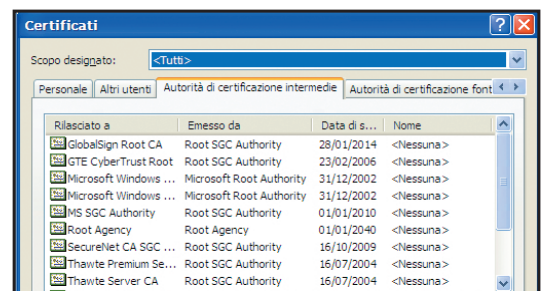 Certificati
Scopo designato: <Tutti>
Personale Altri utenti Autorità di certificazione intermedie Autorità di certificazione font
Rilasciato a Emesso da Data di s... Nome
GlobalSign Root CA Root SGC Authority 28/01/2014 <Nessuna>
GTE CyberTrust Root Root SGC Authority 23/02/2006 <Nessuna>
Microsoft Windows ... Microsoft Root Authority 31/12/2002 <Nessuna>
Microsoft Windows ... Microsoft Root Authority 31/12/2002 <Nessuna>
MS SGC Authority Root SGC Authority 01/01/2010 <Nessuna>
Root Agency Root Agency 01/01/2040 <Nessuna>
SecureNet CA SGC ... Root SGC Authority 16/10/2009 <Nessuna>
Thawte Premium Se... Root SGC Authority 16/07/2004 <Nessuna>
Thawte Server CA Root SGC Authority 16/07/2004 <Nessuna>